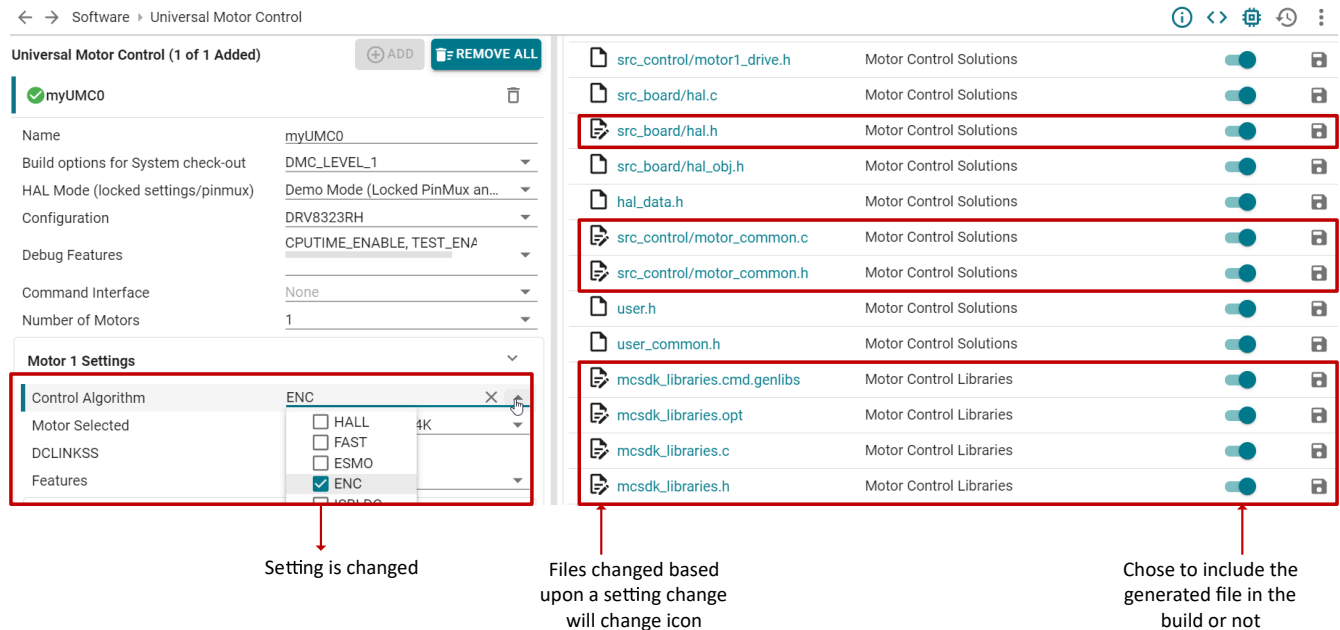 Software › Universal Motor Control
Universal Motor Control (1 of 1 Added)
ADD
REMOVE ALL
myUMC0
Name
myUMC0
Build options for System check-out
DMC_LEVEL_1
HAL Mode (locked settings/pinmux)
Demo Mode (Locked PinMux an...
Configuration
DRV8323RH
Debug Features
CPUTIME_ENABLE, TEST_ENA
Command Interface
None
Number of Motors
1
Motor 1 Settings
Control Algorithm
ENC
Motor Selected
4K
DCLINKSS
Features
HALL
FAST
ESMO
ENC
src_control/motor1_drive.h Motor Control Solutions
src_board/hal.c Motor Control Solutions
src_board/hal.h Motor Control Solutions
src_board/hal_obj.h Motor Control Solutions
hal_data.h Motor Control Solutions
src_control/motor_common.c Motor Control Solutions
src_control/motor_common.h Motor Control Solutions
user.h Motor Control Solutions
user_common.h Motor Control Solutions
mcsdk_libraries.cmd.genlibs Motor Control Libraries
mcsdk_libraries.opt Motor Control Libraries
mcsdk_libraries.c Motor Control Libraries
mcsdk_libraries.h Motor Control Libraries
Setting is changed
Files changed based
upon a setting change
will change icon
Chose to include the
generated file in the
build or not